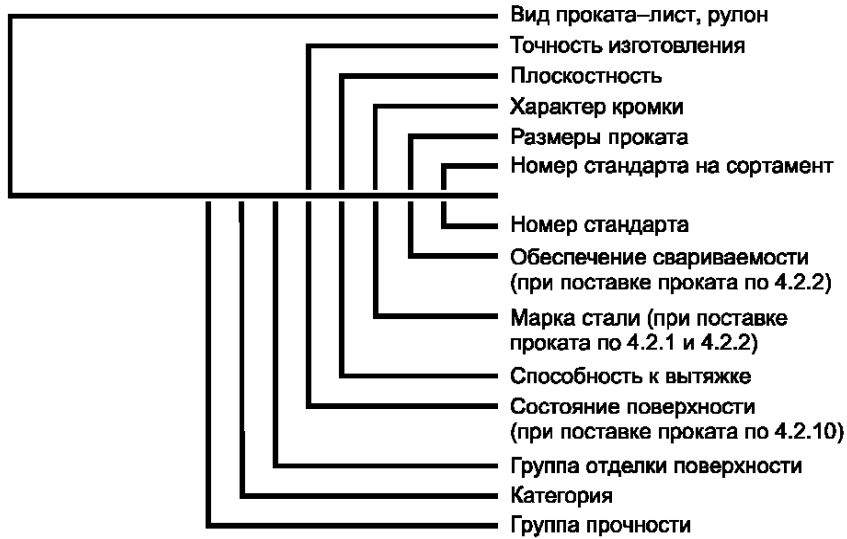 Вид проката–лист, рулон
Точность изготовления
Плоскостность
Характер кромки
Размеры проката
Номер стандарта на сортамент
Номер стандарта
Обеспечение свариваемости
(при поставке проката по 4.2.2)
Марка стали (при поставке
проката по 4.2.1 и 4.2.2)
Способность к вытяжке
Состояние поверхности
(при поставке проката по 4.2.10)
Группа отделки поверхности
Категория
Группа прочности